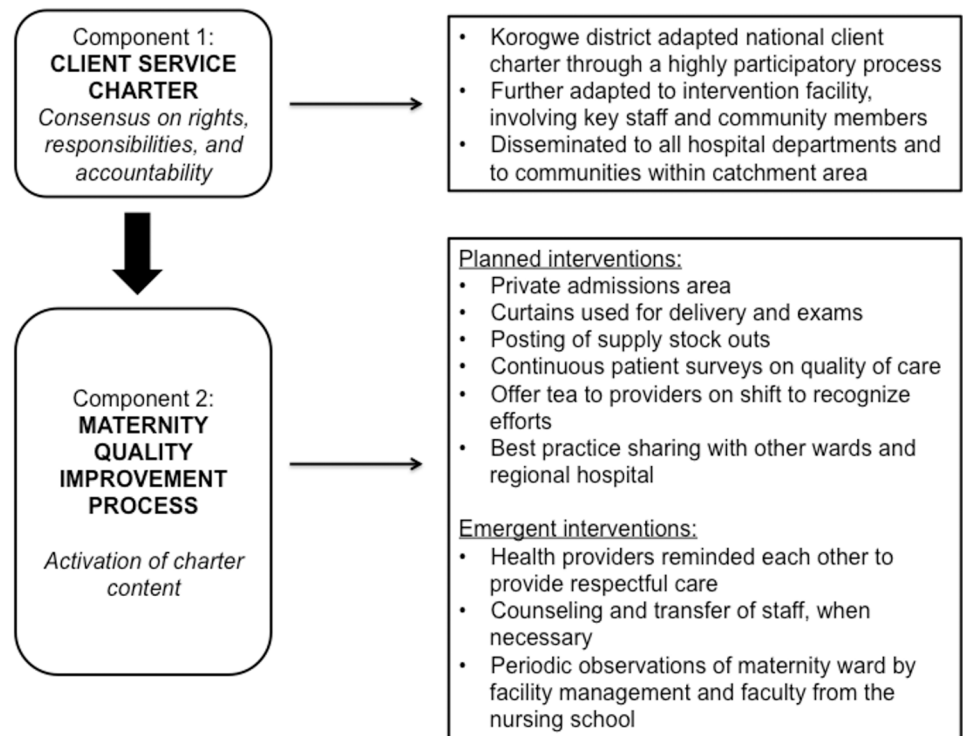 Component 1:
CLIENT SERVICE
CHARTER
Consensus on rights,
responsibilities, and
accountability
• Korogwe district adapted national client
charter through a highly participatory process
• Further adapted to intervention facility,
involving key staff and community members
• Disseminated to all hospital departments and
to communities within catchment area
Component 2:
MATERNITY
QUALITY
IMPROVEMENT
PROCESS
Activation of charter
content
Planned interventions:
• Private admissions area
• Curtains used for delivery and exams
• Posting of supply stock outs
• Continuous patient surveys on quality of care
• Offer tea to providers on shift to recognize
efforts
• Best practice sharing with other wards and
regional hospital
Emergent interventions:
• Health providers reminded each other to
provide respectful care
• Counseling and transfer of staff, when
necessary
• Periodic observations of maternity ward by
facility management and faculty from the
nursing school